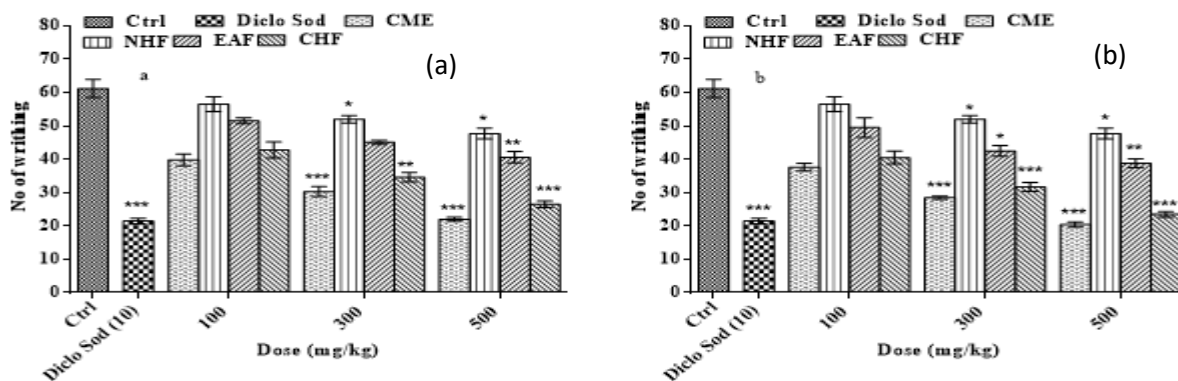 80
70
60
50
40
30
20
10
0
No of writhing
Ctrl Diclo Sod CME
NHF EAF CHF
(a)
a
***
***
*
**
***
*
**
***
Ctrl
Diclo Sod (10)
100
300
500
Dose (mg/kg)
80
70
60
50
40
30
20
10
0
No of writhing
Ctrl Diclo Sod CME
NHF EAF CHF
(b)
b
***
***
*
*
***
***
*
**
***
Ctrl
Diclo Sod (10)
100
300
500
Dose (mg/kg)